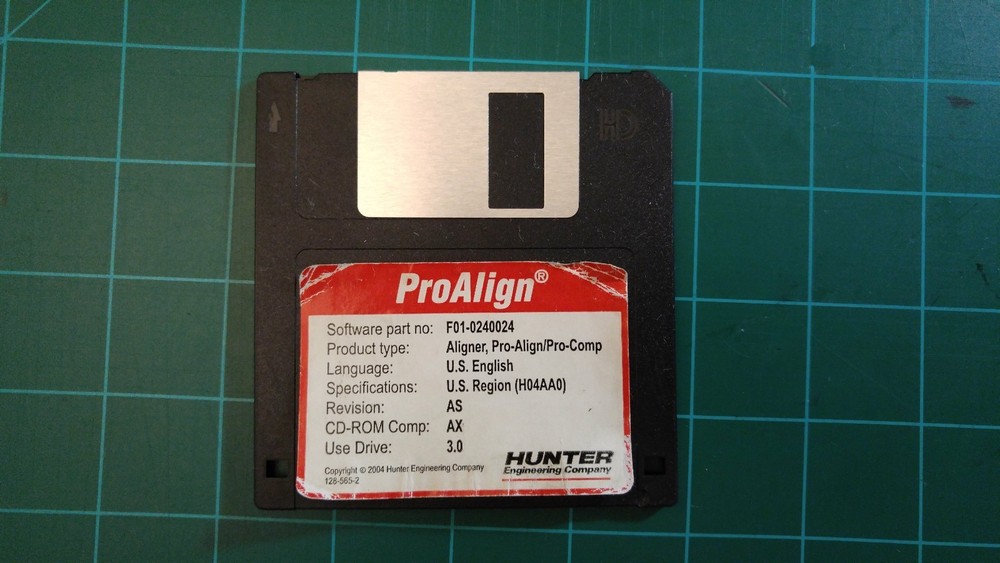 HD
ProAlign®
Software part no: F01-0240024
Product type: Aligner, Pro-Align/Pro-Comp
Language: U.S. English
Specifications: U.S. Region (H04AA0)
Revision: AS
CD-ROM Comp: AX
Use Drive: 3.0
Copyright © 2004 Hunter Engineering Company
128-565-2
HUNTER
Engineering Company